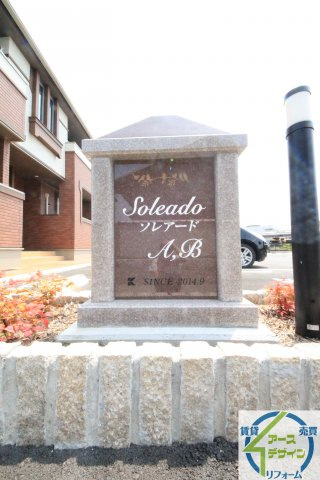 Soleado
ソレアード
A,B
K SINCE 2014.9
賃貸 売買
アース
デザイン
リフォーム